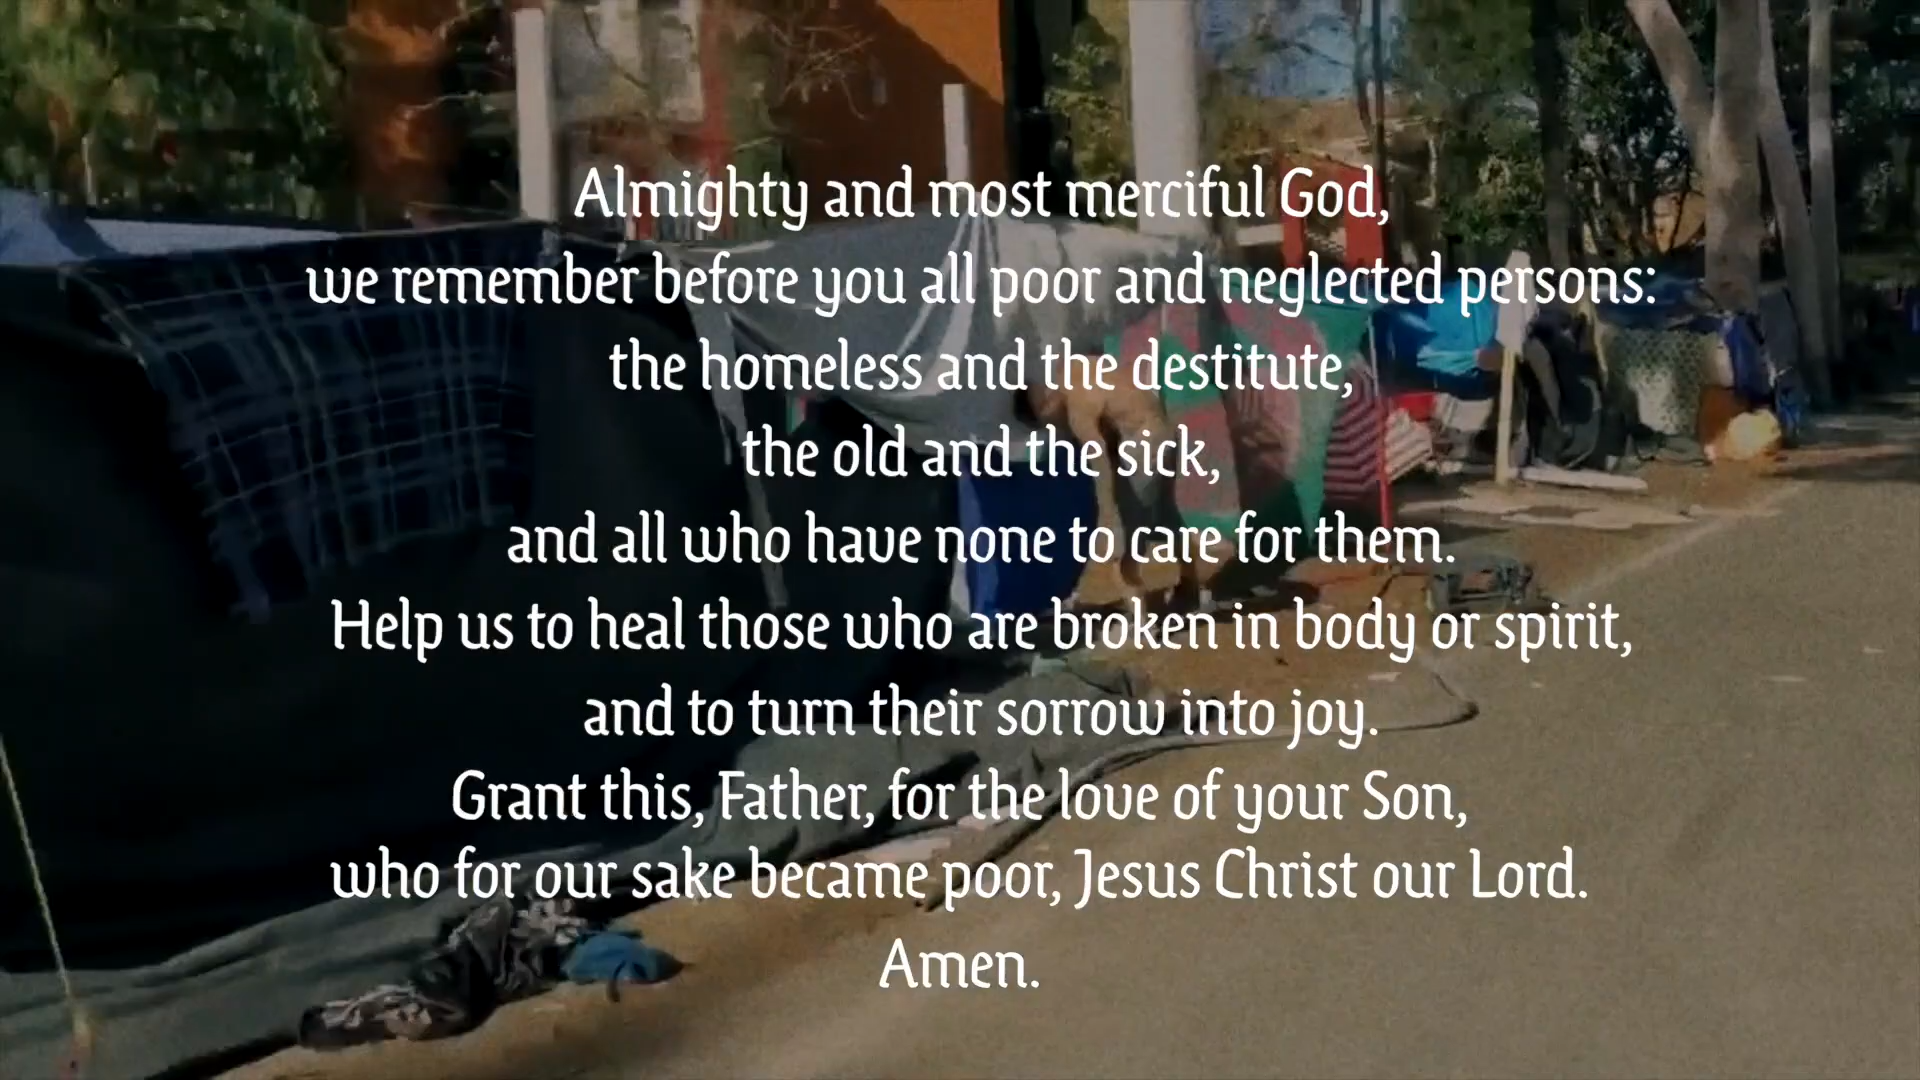 Almighty and most merciful God,
we remember before you all poor and neglected persons:
the homeless and the destitute,
the old and the sick,
and all who have none to care for them.
Help us to heal those who are broken in body or spirit,
and to turn their sorrow into joy.
Grant this, Father, for the love of your Son,
who for our sake became poor, Jesus Christ our Lord.
Amen.